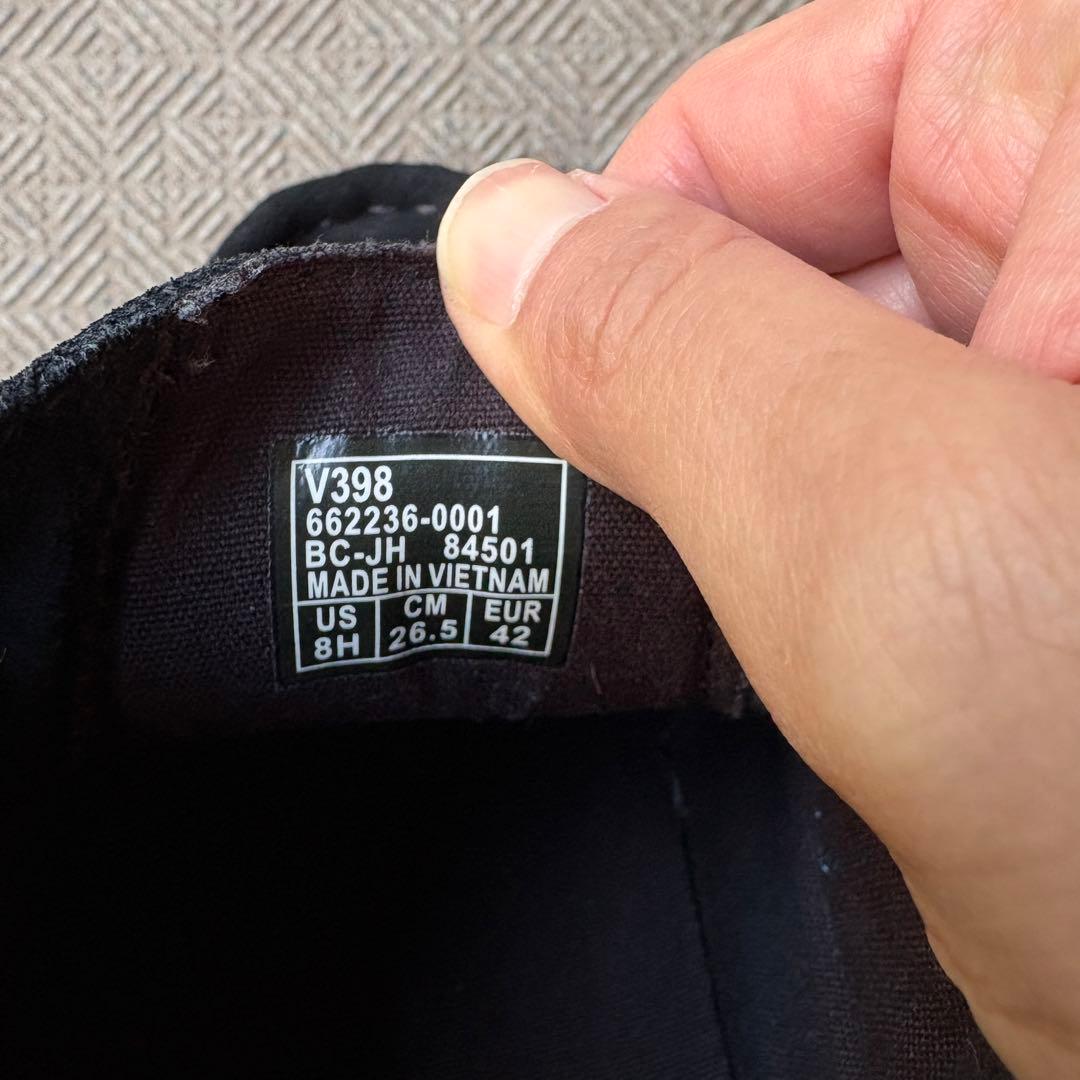 V398
662236-0001
BC-JH 84501
MADE IN VIETNAM
US CM EUR
8H 26.5 42